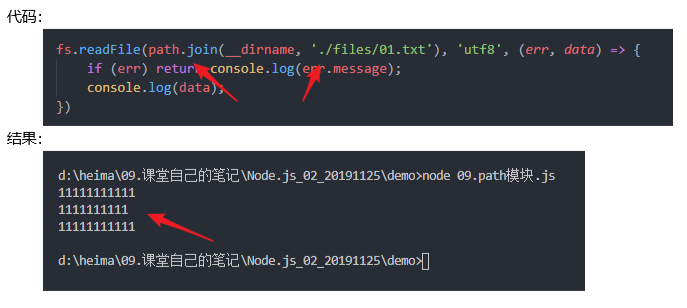 代码:
fs.readFile(path.join(__dirname, './files/01.txt'), 'utf8', (err, data) => {
if (err) return console.log(err.message);
console.log(data);
})
结果:
d:\heima\09.课堂自己的笔记\Node.js_02_20191125\demo>node 09.path模块.js
11111111111
1111111111
11111111111
d:\heima\09.课堂自己的笔记\Node.js_02_20191125\demo>